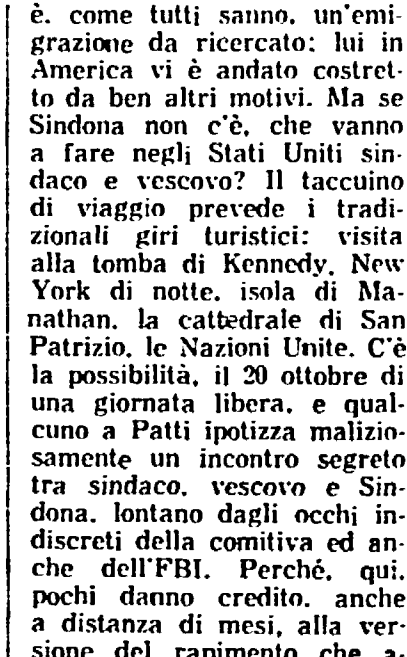 è. come tutti sanno, un'emi-
grazione da ricercato: lui in
America vi è andato costret-
to da ben altri motivi. Ma se
Sindona non c'è, che vanno
a fare negli Stati Uniti sin-
daco e vescovo? Il taccuino
di viaggio prevede i tradi-
zionali giri turistici: visita
alla tomba di Kennedy, New
York di notte, isola di Ma-
nathan, la cattedrale di San
Patrizio, le Nazioni Unite. C'è
la possibilità, il 20 ottobre di
una giornata libera, e qual-
cuno a Patti ipotizza malizio-
samente un incontro segreto
tra sindaco, vescovo e Sin-
dona, lontano dagli occhi in-
discreti della comitiva ed an-
che dell'FBI. Perché, qui,
pochi danno credito, anche
a distanza di mesi, alla ver-
sione del rapimento che a-